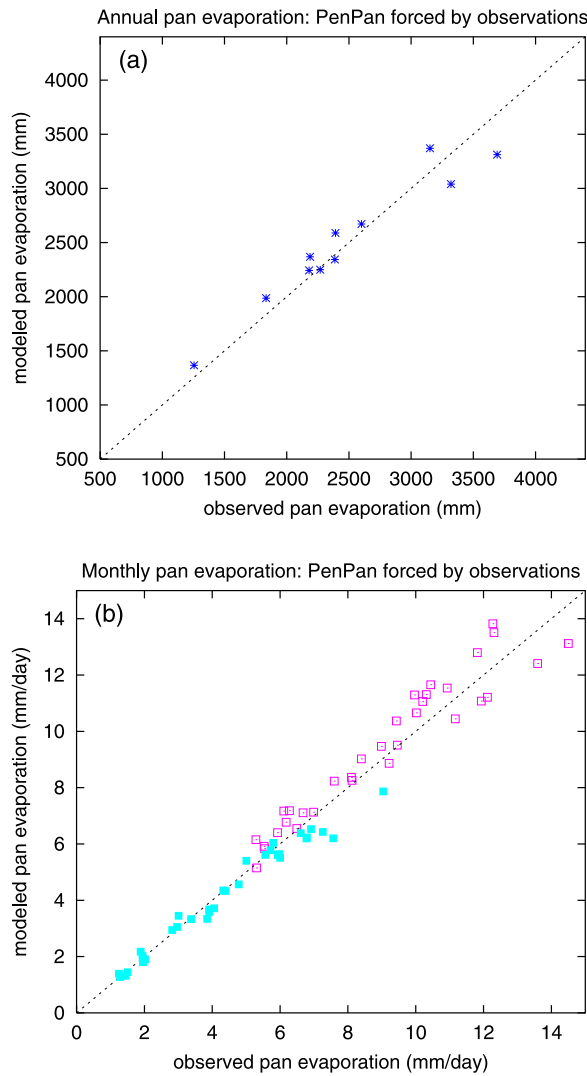 Annual pan evaporation: PenPan forced by observations
(a)
4000
3500
3000
2500
2000
1500
1000
500
modeled pan evaporation (mm)
500 1000 1500 2000 2500 3000 3500 4000
observed pan evaporation (mm)
Monthly pan evaporation: PenPan forced by observations
(b)
14
12
10
8
6
4
2
0
modeled pan evaporation (mm/day)
0 2 4 6 8 10 12 14
observed pan evaporation (mm/day)